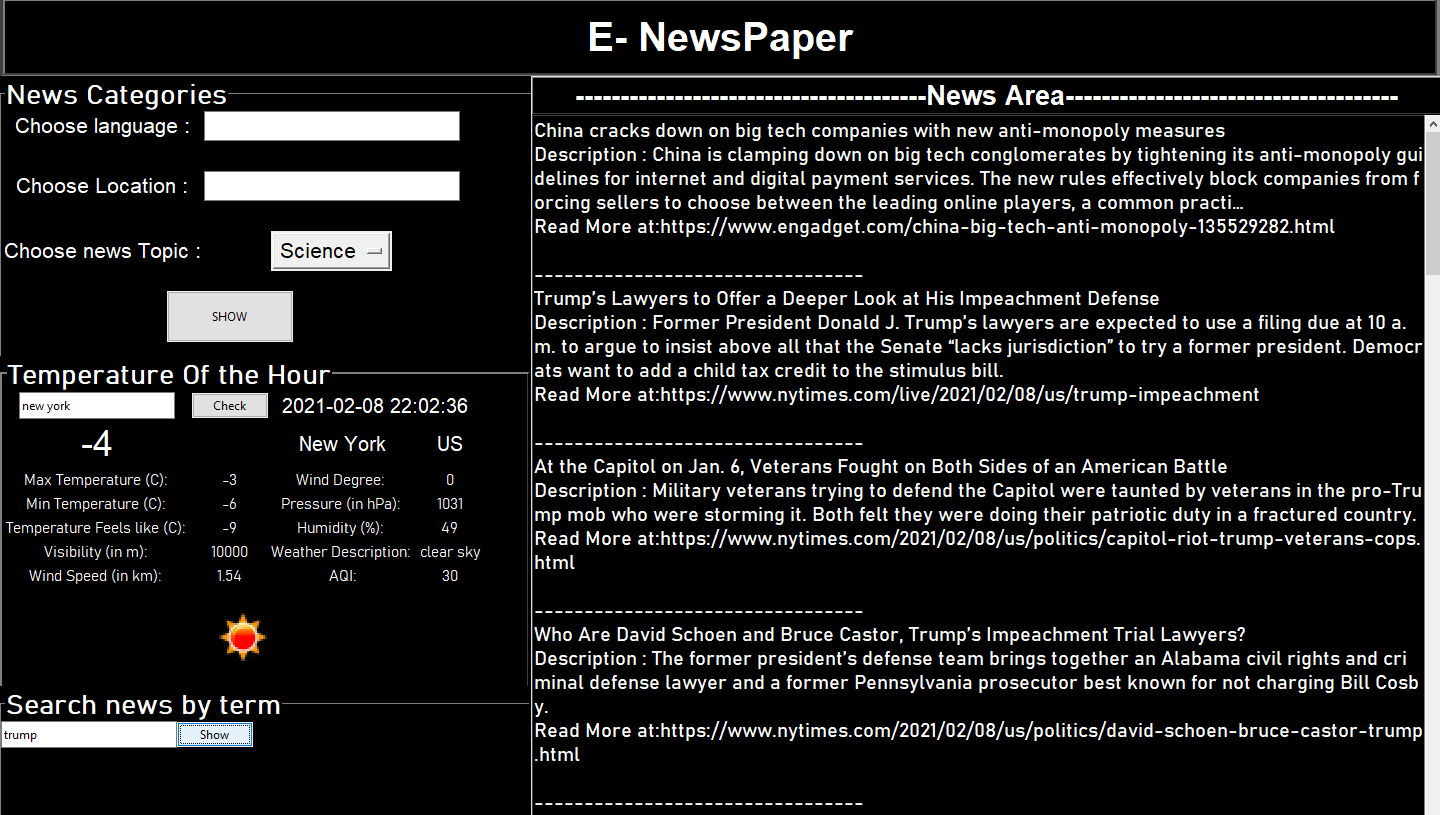 E- NewsPaper
News Categories
Choose language :
Choose Location :
Choose news Topic :
Science
SHOW
Temperature Of the Hour
new york
Check
2021-02-08 22:02:36
-4
New York
US
Max Temperature (C):
-3
Wind Degree:
0
Min Temperature (C):
-6
Pressure (in hPa):
1031
Temperature Feels like (C):
-9
Humidity (%):
49
Visibility (in m):
10000
Weather Description:
clear sky
Wind Speed (in km):
1.54
AQI:
30
Search news by term
trump
Show
---------------------------------------News Area-------------------------------------
China cracks down on big tech companies with new anti-monopoly measures
Description : China is clamping down on big tech conglomerates by tightening its anti-monopoly gui
delines for internet and digital payment services. The new rules effectively block companies from f
orcing sellers to choose between the leading online players, a common practi…
Read More at:https://www.engadget.com/china-big-tech-anti-monopoly-135529282.html
---------------------------------
Trump’s Lawyers to Offer a Deeper Look at His Impeachment Defense
Description : Former President Donald J. Trump’s lawyers are expected to use a filing due at 10 a.
m. to argue to insist above all that the Senate “lacks jurisdiction” to try a former president. Democr
ats want to add a child tax credit to the stimulus bill.
Read More at:https://www.nytimes.com/live/2021/02/08/us/trump-impeachment
---------------------------------
At the Capitol on Jan. 6, Veterans Fought on Both Sides of an American Battle
Description : Military veterans trying to defend the Capitol were taunted by veterans in the pro-Tru
mp mob who were storming it. Both felt they were doing their patriotic duty in a fractured country.
Read More at:https://www.nytimes.com/2021/02/08/us/politics/capitol-riot-trump-veterans-cops.
html
---------------------------------
Who Are David Schoen and Bruce Castor, Trump’s Impeachment Trial Lawyers?
Description : The former president’s defense team brings together an Alabama civil rights and cri
minal defense lawyer and a former Pennsylvania prosecutor best known for not charging Bill Cosb
y.
Read More at:https://www.nytimes.com/2021/02/08/us/politics/david-schoen-bruce-castor-trump
.html
---------------------------------